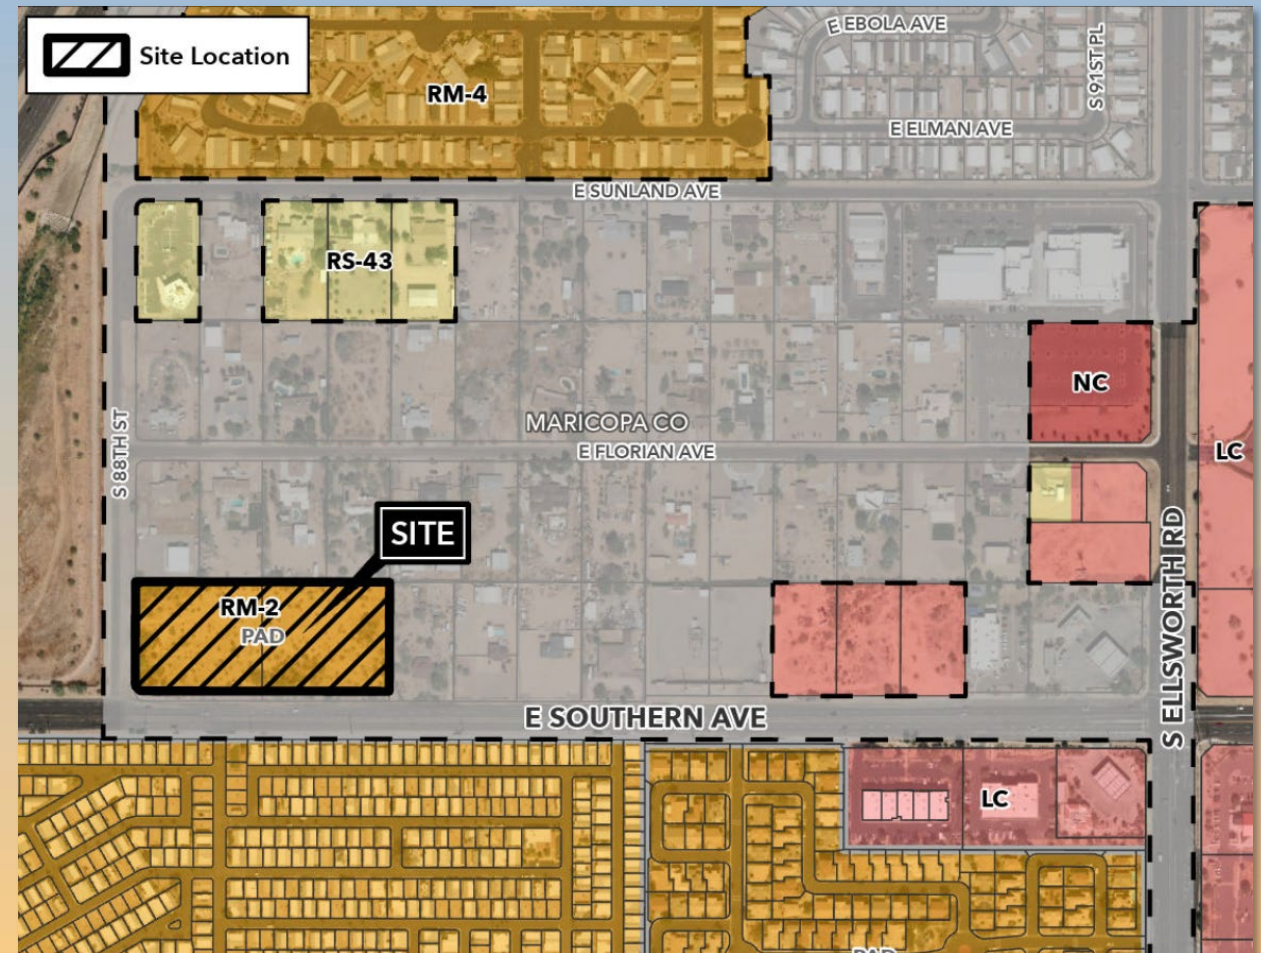 Site Location
E EBOLA AVE
S 91ST PL
RM-4
E ELMAN AVE
E SUNLAND AVE
RS-43
NC
MARICOPA CO
E FLORIAN AVE
LC
S 88TH ST
SITE
RM-2
PAD
S ELLSWORTH RD
E SOUTHERN AVE
LC
PAD